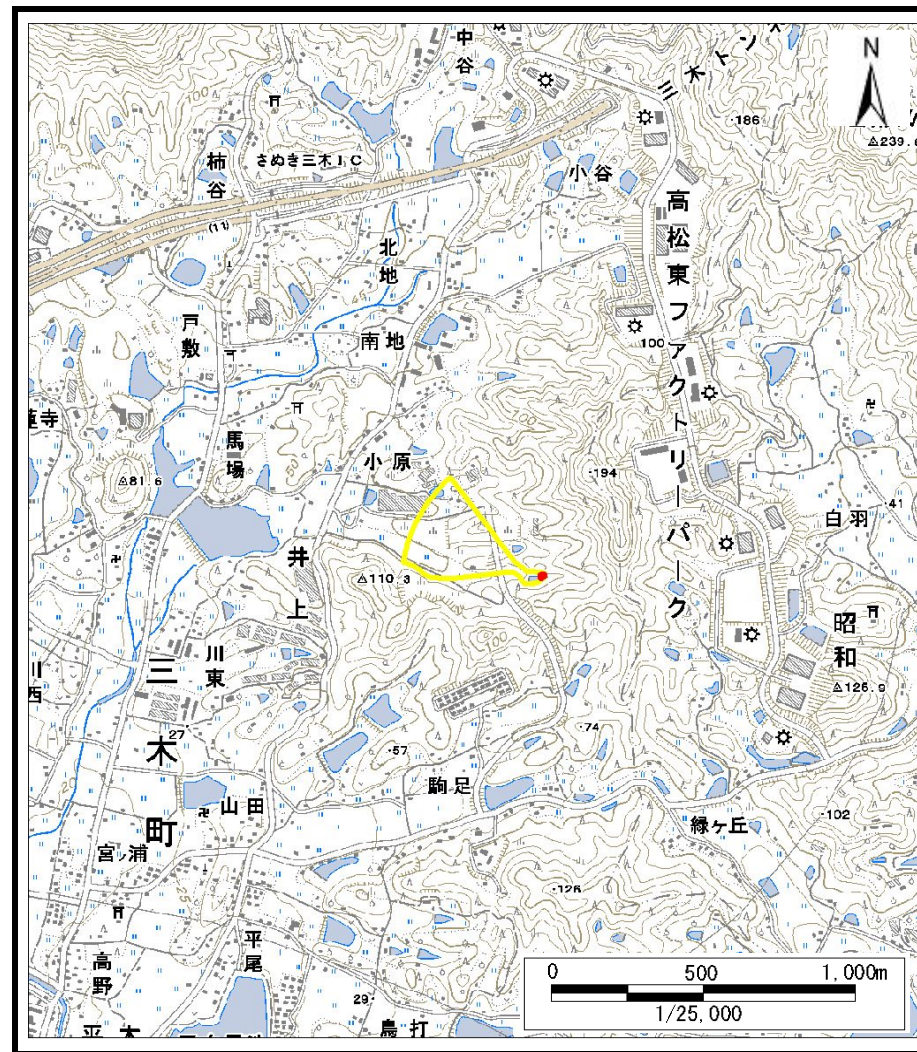 中谷
三木トンネ
N
·186
△239.6
100
柿谷
さぬき三木IC
小谷
(11)
北地
戸敷
南地
高松東ファクトリーパーク
100
50
小原
馬場
△81.6
·194
·41
白羽
井上
△110.3
昭和
△126.9
三木町
川東
川西
27
·74
·57
駒足
山田
緑ヶ丘
·102
宮ノ浦
25
·126
平尾
高野
29·
鳥打
平木
0 500 1,000m
1/25,000